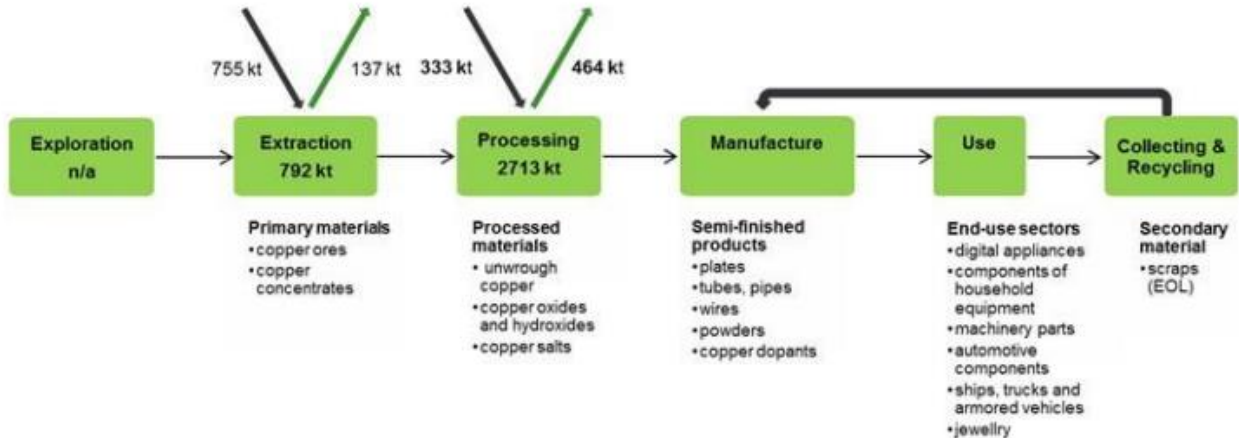 755 kt
137 kt
333 kt
464 kt
Exploration
n/a
Extraction
792 kt
Processing
2713 kt
Manufacture
Use
Collecting &
Recycling
Primary materials
•copper ores
•copper
concentrates
Processed
materials
• unwrough
copper
•copper oxides
and hydroxides
•copper salts
Semi-finished
products
•plates
•tubes, pipes
•wires
•powders
•copper dopants
End-use sectors
•digital appliances
•components of
household
equipment
•machinery parts
•automotive
components
•ships, trucks and
armored vehicles
•jewellry
Secondary
material
•scraps
(EOL)